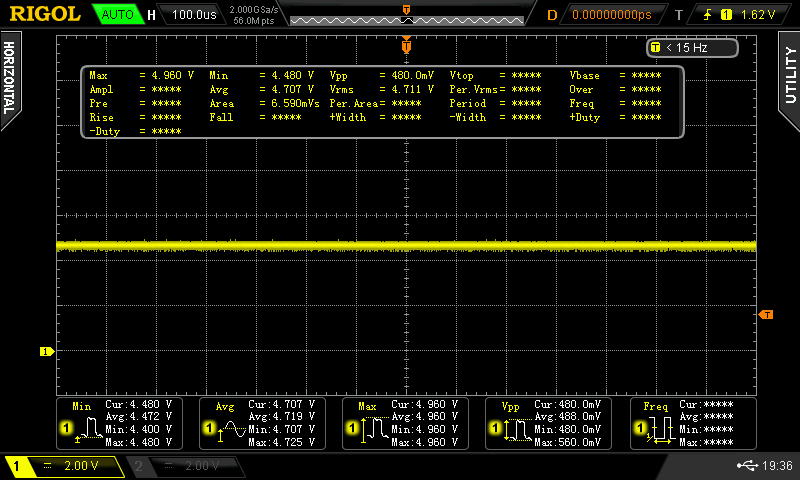 RIGOL AUTO H 100.0us 2.000GSa/s D 0.00000000ps T 1 1.62 V
56.0M pts
T
T < 15 Hz
HORIZONTAL
UTILITY
Max = 4.960 V Min = 4.480 V Vpp = 480.0mV Vtop = ***** Vbase = *****
Ampl = ***** Avg = 4.707 V Vrms = 4.711 V Per.Vrms= ***** Over = *****
Pre = ***** Area = 6.590mVs Per.Area= ***** Period = ***** Freq = *****
Rise = ***** Fall = ***** +Width = ***** -Width = ***** +Duty = *****
-Duty = *****
T
1
Min Cur:4.480 V
1 Avg:4.472 V
Min:4.400 V
Max:4.480 V
Avg Cur:4.707 V
1 Avg:4.719 V
Min:4.707 V
Max:4.725 V
Max Cur:4.960 V
1 Avg:4.960 V
Min:4.960 V
Max:4.960 V
Vpp Cur:480.0mV
1 Avg:488.0mV
Min:480.0mV
Max:560.0mV
Freq Cur:*****
1 Avg:*****
Min:*****
Max:*****
1 2.00 V 2 2.00 V 19:36